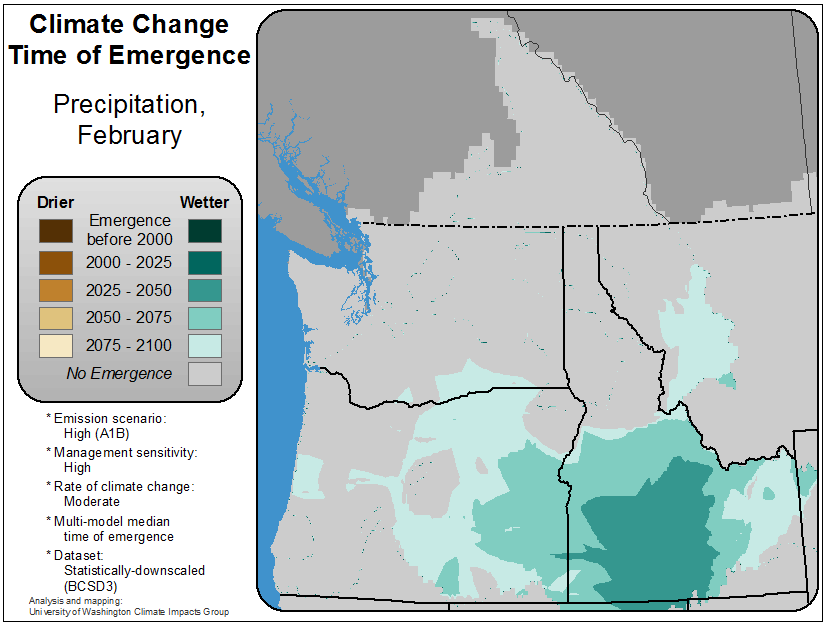 Climate Change
Time of Emergence
Precipitation,
February
Drier Wetter
Emergence
before 2000
2000 - 2025
2025 - 2050
2050 - 2075
2075 - 2100
No Emergence
* Emission scenario:
High (A1B)
* Management sensitivity:
High
* Rate of climate change:
Moderate
* Multi-model median
time of emergence
* Dataset:
Statistically-downscaled
(BCSD3)
Analysis and mapping:
University of Washington Climate Impacts Group